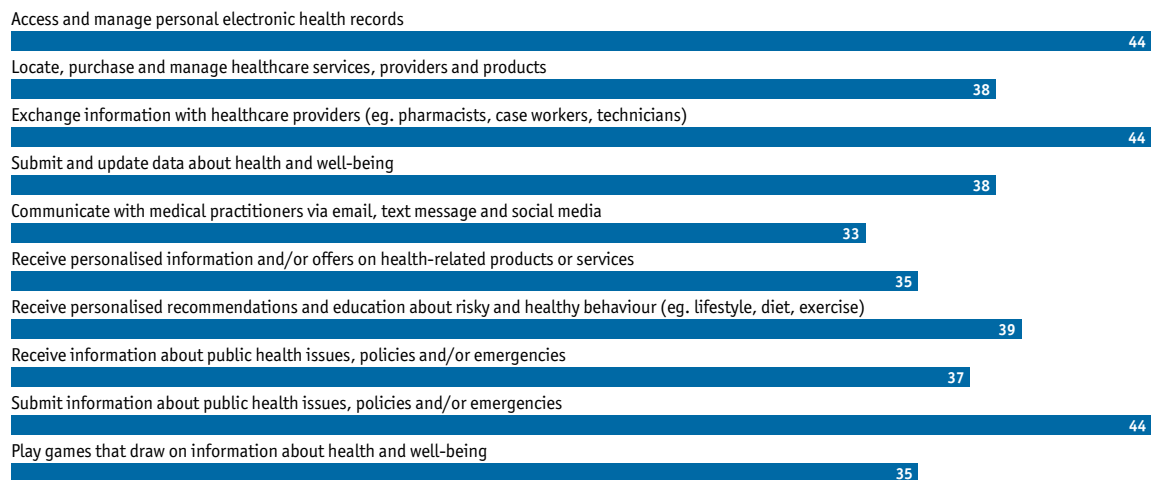 Access and manage personal electronic health records
44
Locate, purchase and manage healthcare services, providers and products
38
Exchange information with healthcare providers (eg. pharmacists, case workers, technicians)
44
Submit and update data about health and well-being
38
Communicate with medical practitioners via email, text message and social media
33
Receive personalised information and/or offers on health-related products or services
35
Receive personalised recommendations and education about risky and healthy behaviour (eg. lifestyle, diet, exercise)
39
Receive information about public health issues, policies and/or emergencies
37
Submit information about public health issues, policies and/or emergencies
44
Play games that draw on information about health and well-being
35